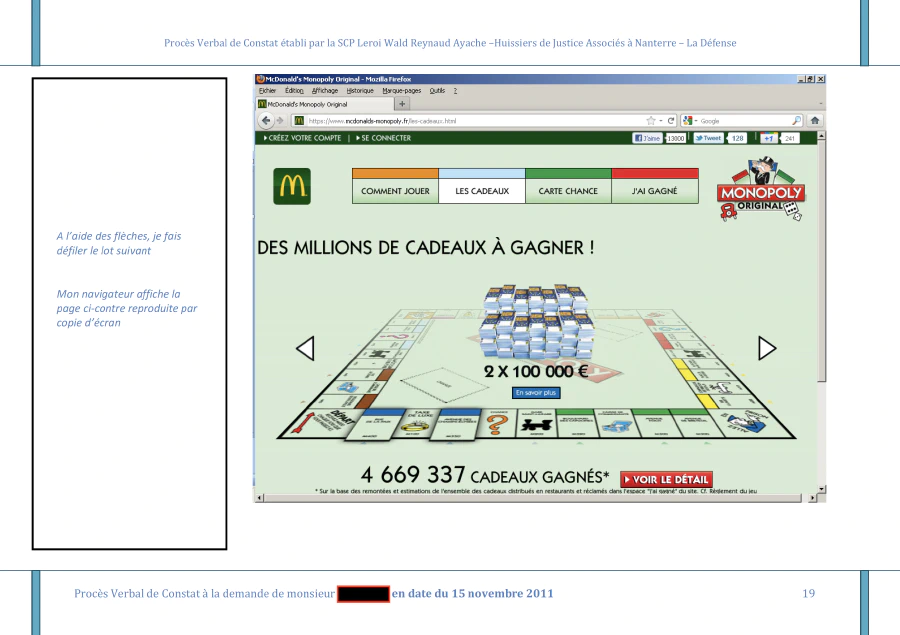 Procès Verbal de Constat établi par la SCP Leroi Wald Reynaud Ayache –Huissiers de Justice Associés à Nanterre – La Défense
A l'aide des flèches, je fais
défiler le lot suivant
Mon navigateur affiche la
page ci-contre reproduite par
copie d'écran
McDonald's Monopoly Original - Mozilla Firefox
Fichier Édition Affichage Historique Marque-pages Outils ?
McDonald's Monopoly Original
https://www.mcdonalds-monopoly.fr/les-cadeaux.html
Google
CRÉEZ VOTRE COMPTE | SE CONNECTER
J'aime 13000 Tweet 128 +1 241
COMMENT JOUER LES CADEAUX CARTE CHANCE J'AI GAGNÉ
MONOPOLY
ORIGINAL
DES MILLIONS DE CADEAUX À GAGNER !
2 X 100 000 €
En savoir plus
DÉPART
TAXE
DE LUXE
4 669 337 CADEAUX GAGNÉS* VOIR LE DÉTAIL
* Sur la base des remontées et estimations de l'ensemble des cadeaux distribués en restaurants et réclamés dans l'espace "J'ai gagné" du site. Cf. Règlement du jeu
Procès Verbal de Constat à la demande de monsieur en date du 15 novembre 2011
19